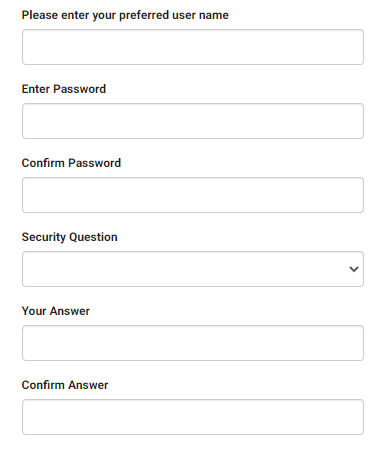 Please enter your preferred user name
Enter Password
Confirm Password
Security Question
Your Answer
Confirm Answer